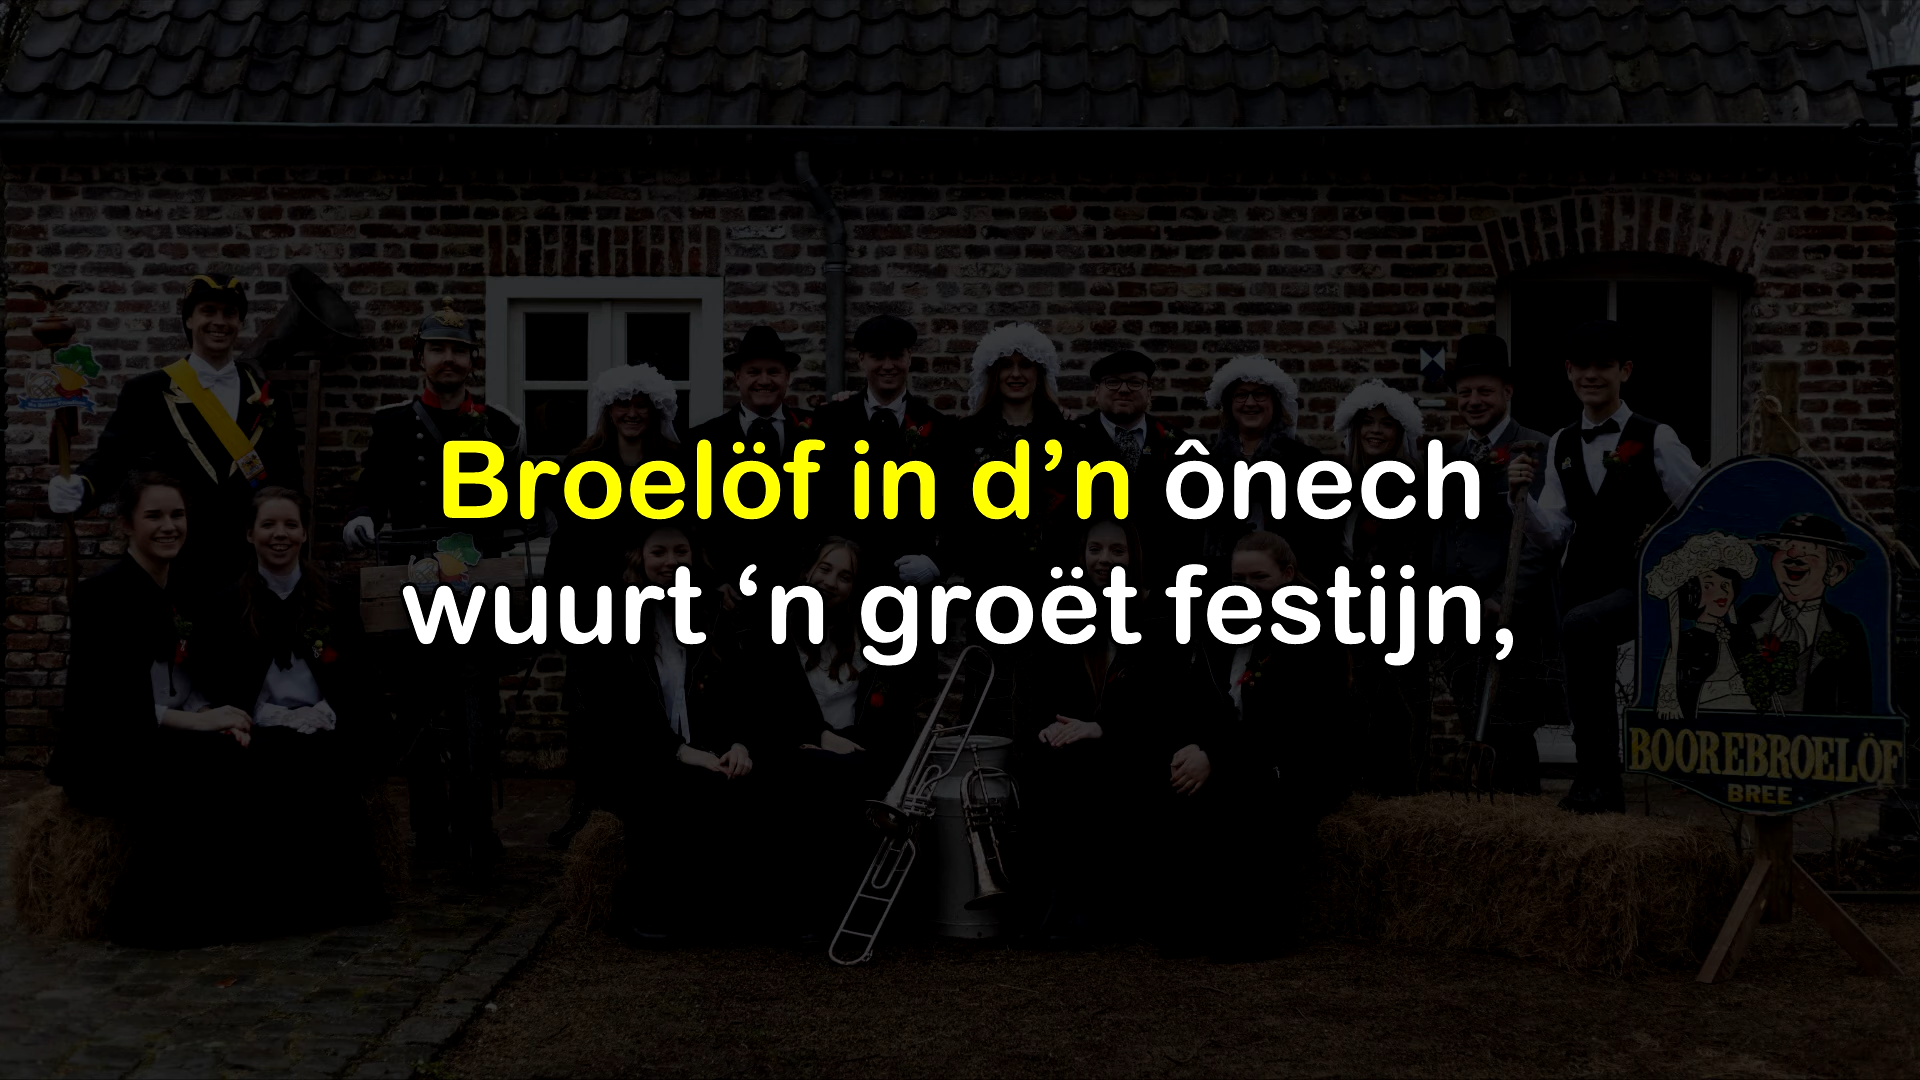 Broelöf in d’n ônech
wuurt ‘n groët festijn,
BOOREBROELÖF
BREE